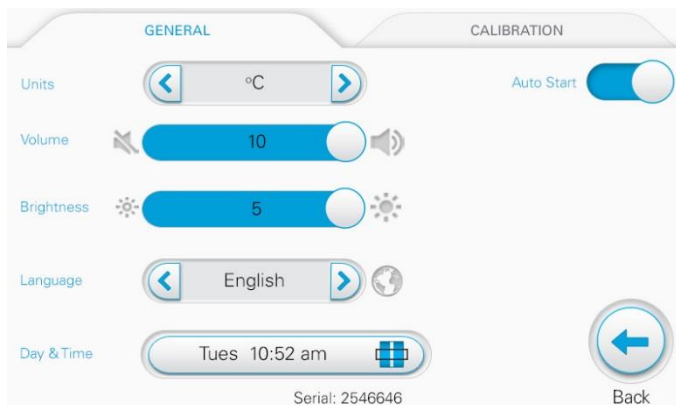 GENERAL CALIBRATION
Units °C Auto Start
Volume 10
Brightness 5
Language English
Day & Time Tues 10:52 am
Serial: 2546646 Back